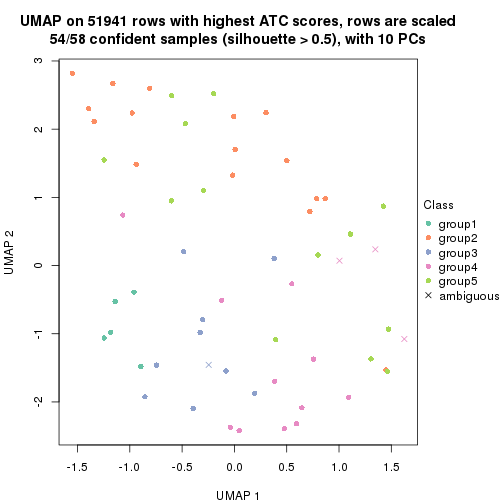 UMAP on 51941 rows with highest ATC scores, rows are scaled
54/58 confident samples (silhouette > 0.5), with 10 PCs
3
2
1
0
-1
-2
UMAP 2
-1.5 -1.0 -0.5 0.0 0.5 1.0 1.5
UMAP 1
Class
group1
group2
group3
group4
group5
ambiguous